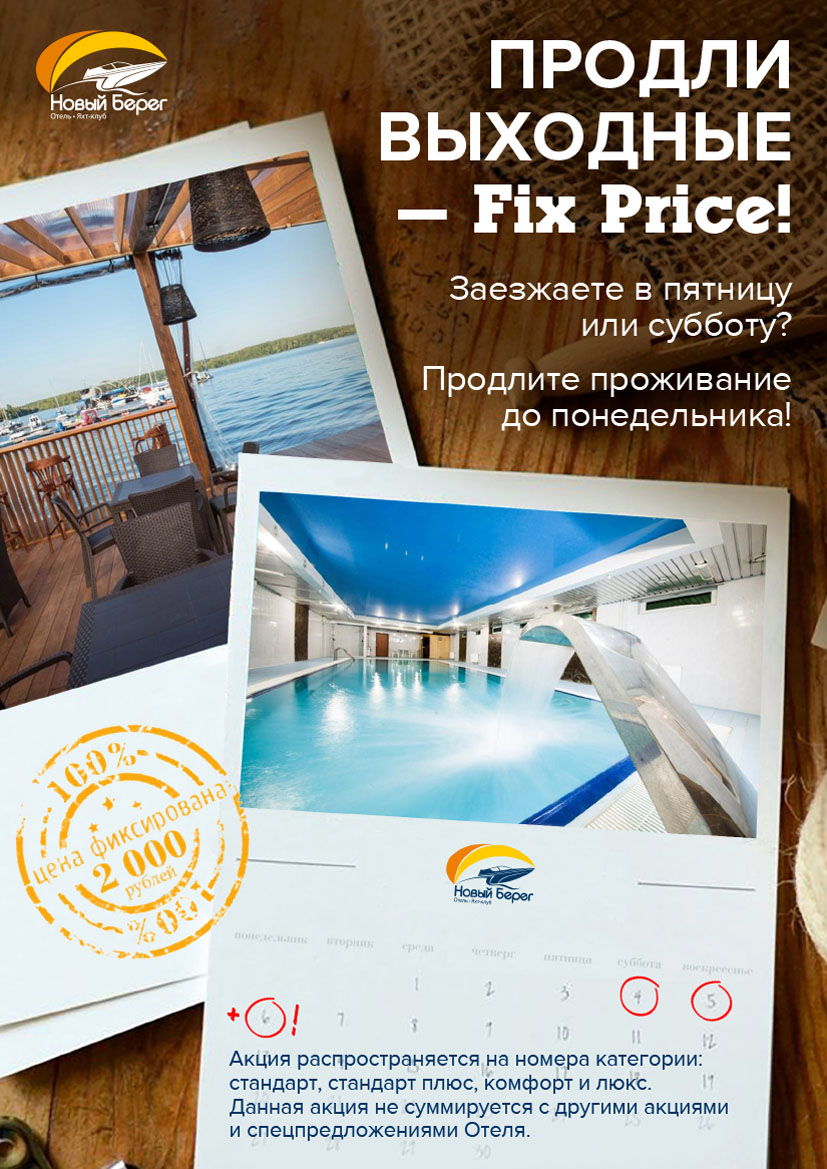 Новый Берег
Отель • Яхт-клуб
ПРОДЛИ
ВЫХОДНЫЕ
— Fix Price!
Заезжаете в пятницу
или субботу?
Продлите проживание
до понедельника!
100%
цена фиксирована
2 000
рублей
100%
Новый Берег
Отель • Яхт-клуб
понедельник вторник среда четверг пятница суббота воскресенье
1 2 3 4 5
+ 6 ! 7 8 9 10 11 12
Акция распространяется на номера категории:
стандарт, стандарт плюс, комфорт и люкс.
Данная акция не суммируется с другими акциями
и спецпредложениями Отеля.